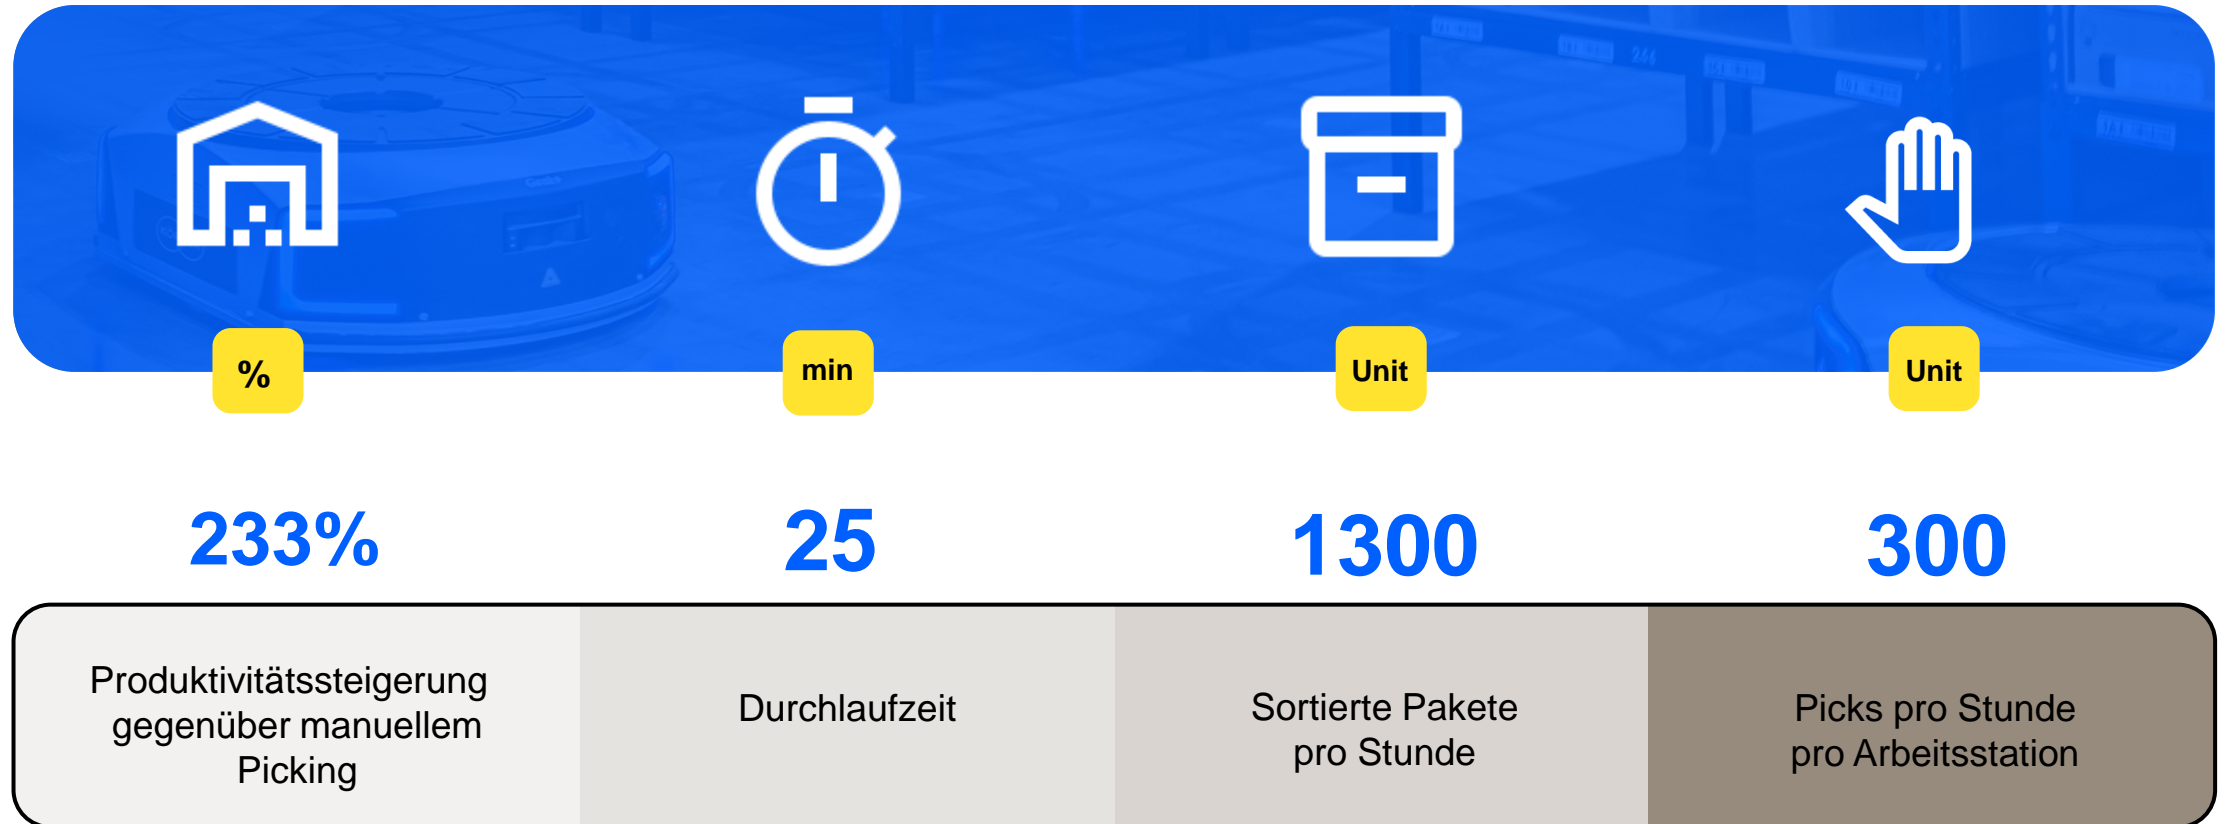 %
min
Unit
Unit
233%
25
1300
300
Produktivitätssteigerung
gegenüber manuellem
Picking
Durchlaufzeit
Sortierte Pakete
pro Stunde
Picks pro Stunde
pro Arbeitsstation